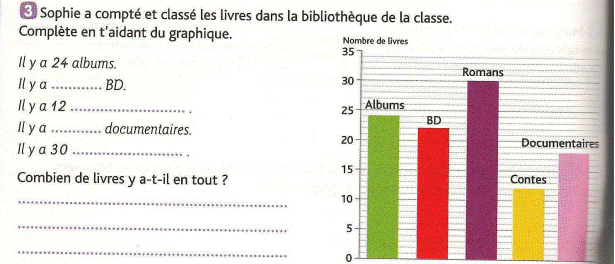 3 Sophie a compté et classé les livres dans la bibliothèque de la classe.
Complète en t'aidant du graphique.
Il y a 24 albums.
Il y a ............ BD.
Il y a 12 ........................... .
Il y a ............ documentaires.
Il y a 30 .......................... .
Combien de livres y a-t-il en tout ?
Nombre de livres
35
30
25
20
15
10
5
0
Albums
BD
Romans
Contes
Documentaires